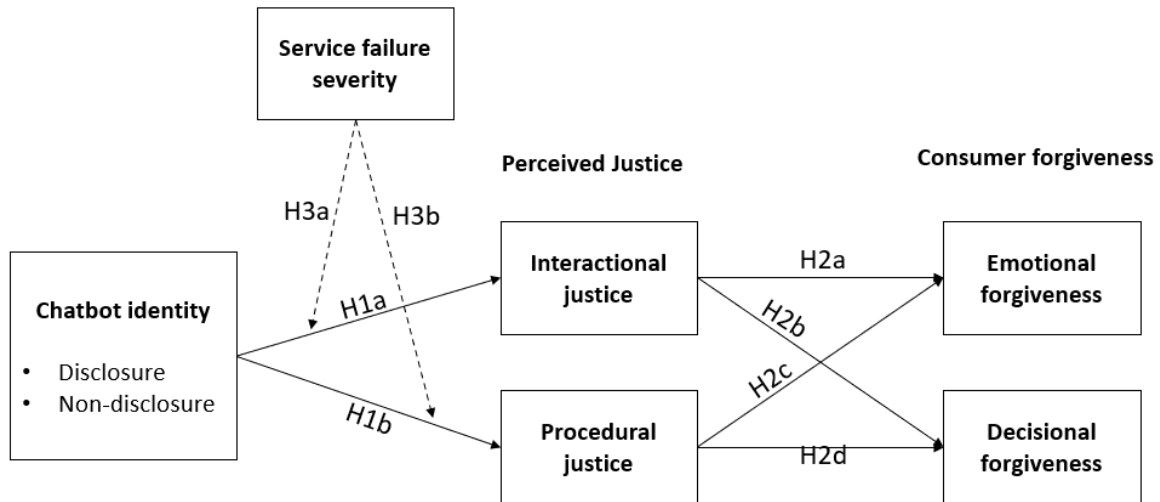 Service failure
severity
Perceived Justice
Consumer forgiveness
H3a
H3b
Chatbot identity
• Disclosure
• Non-disclosure
H1a
H1b
Interactional
justice
Procedural
justice
H2a
H2b
H2c
H2d
Emotional
forgiveness
Decisional
forgiveness